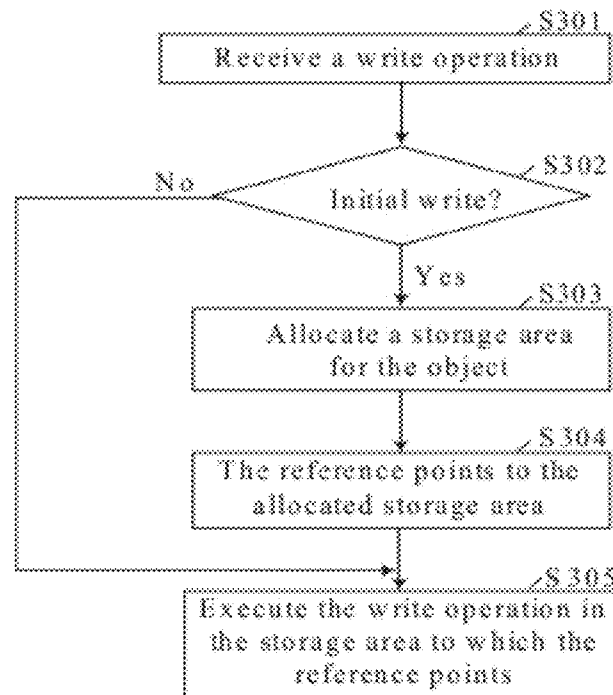 S301
Receive a write operation
S302
No
Initial write?
Yes
S303
Allocate a storage area
for the object
S304
The reference points to the
allocated storage area
S305
Execute the write operation in
the storage area to which the
reference points